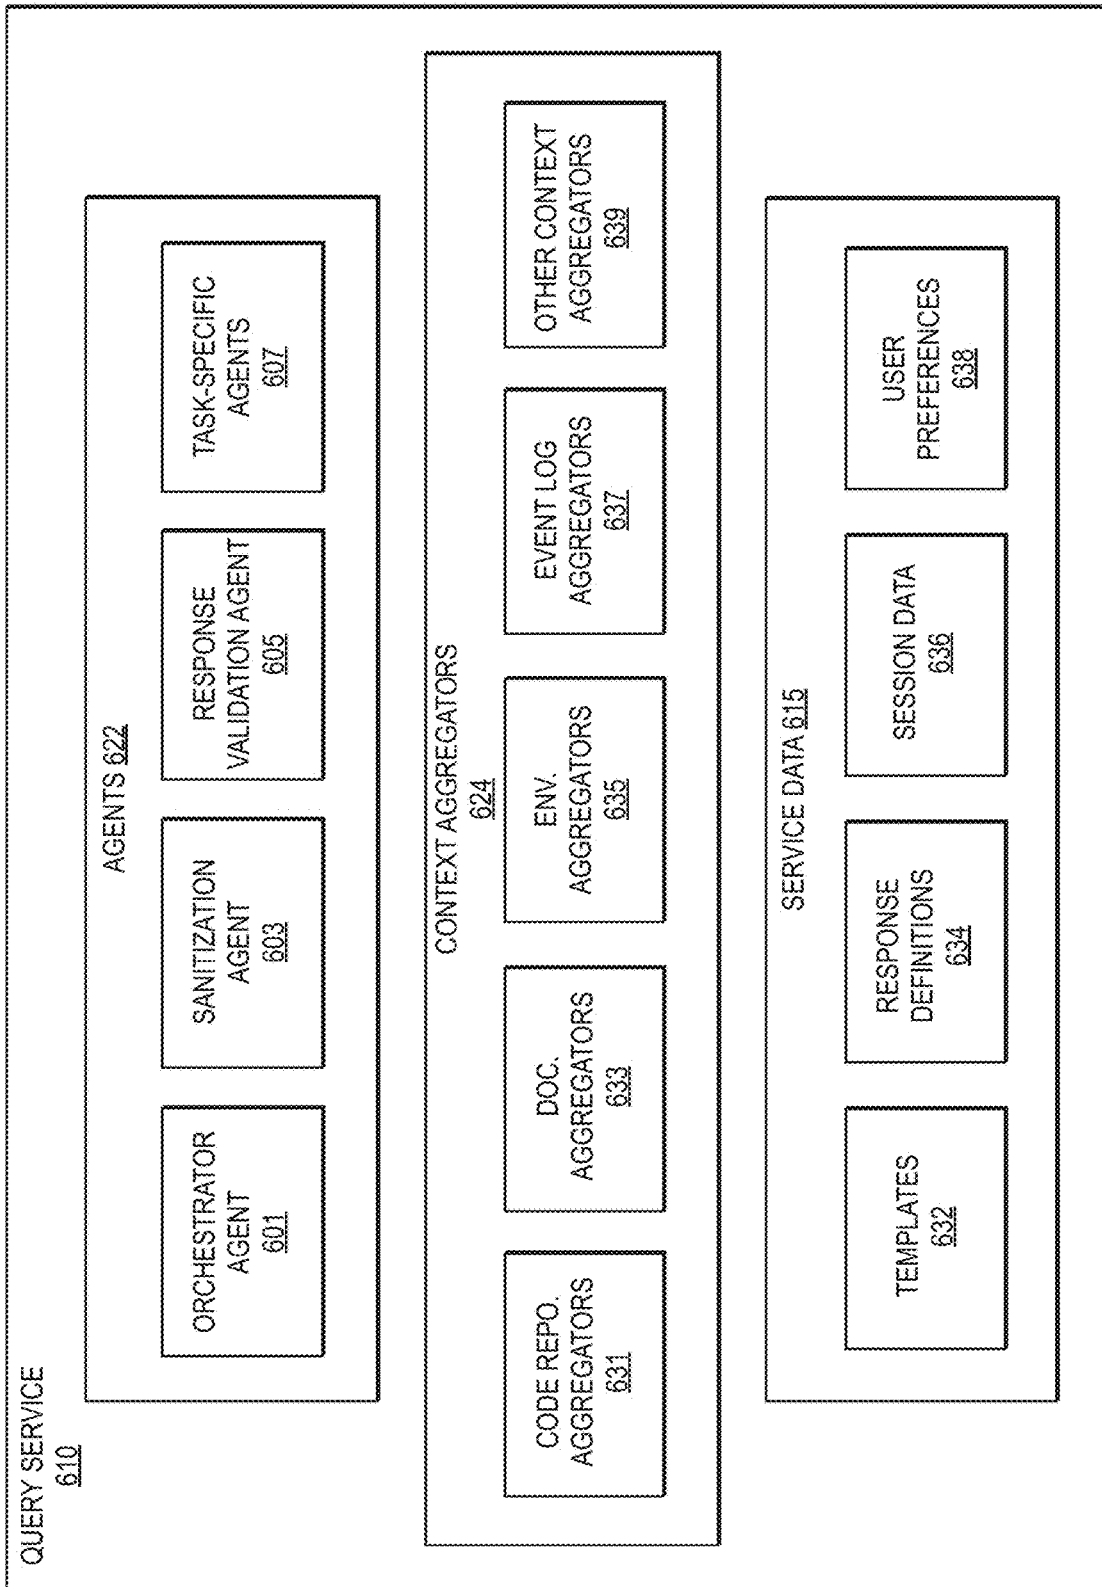 QUERY SERVICE
610
AGENTS 622
ORCHESTRATOR
AGENT
601
SANITIZATION
AGENT
603
RESPONSE
VALIDATION AGENT
605
TASK-SPECIFIC
AGENTS
607
CONTEXT AGGREGATORS
624
CODE REPO.
AGGREGATORS
631
DOC.
AGGREGATORS
633
ENV.
AGGREGATORS
635
EVENT LOG
AGGREGATORS
637
OTHER CONTEXT
AGGREGATORS
639
SERVICE DATA 615
TEMPLATES
632
RESPONSE
DEFINITIONS
634
SESSION DATA
636
USER
PREFERENCES
638